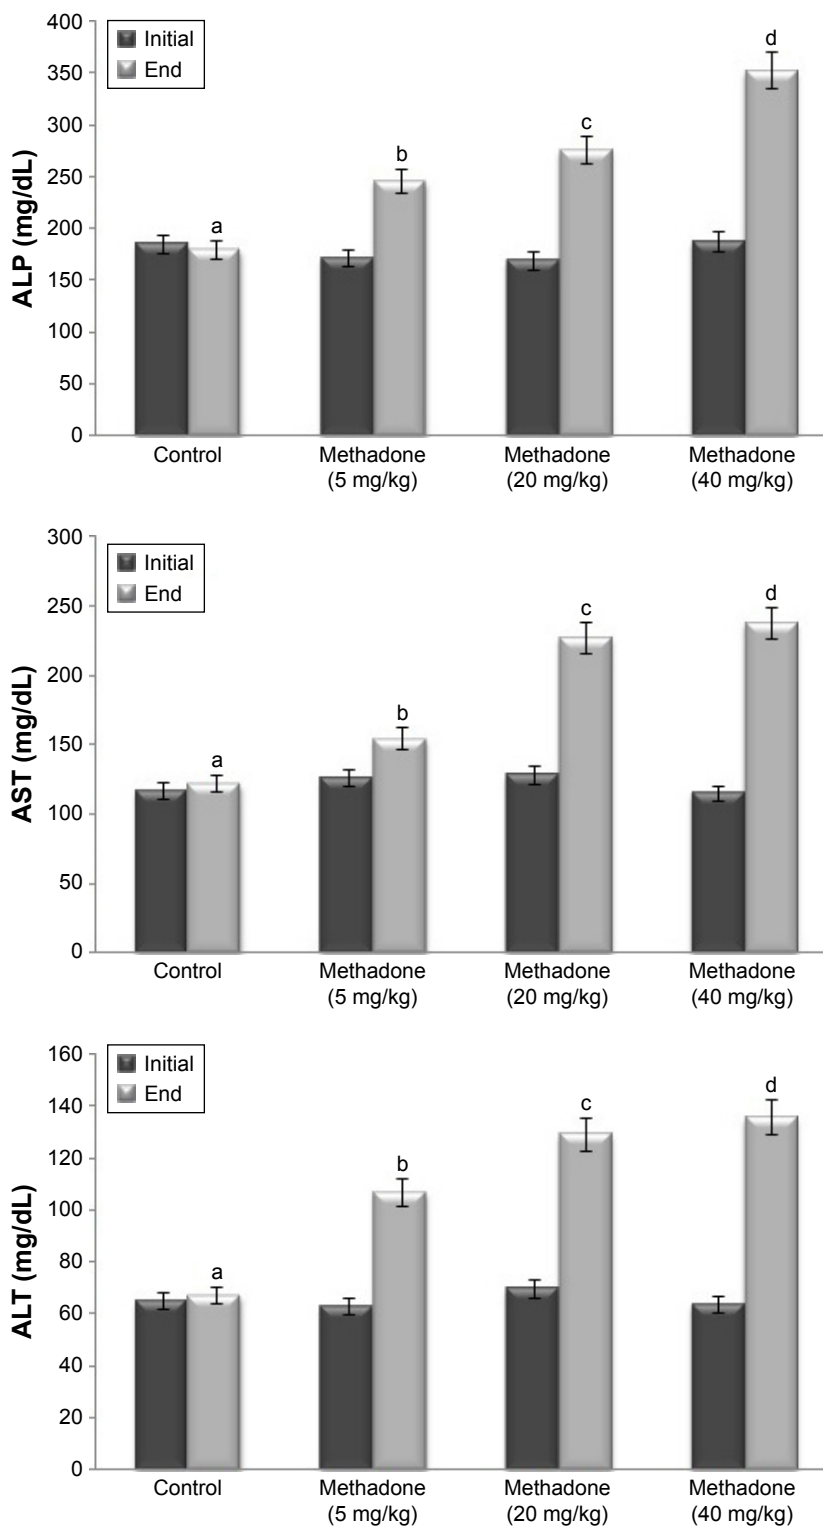 400
350
300
250
200
150
100
50
0
ALP (mg/dL)
Initial
End
a
b
c
d
Control
Methadone
(5 mg/kg)
Methadone
(20 mg/kg)
Methadone
(40 mg/kg)
300
250
200
150
100
50
0
AST (mg/dL)
Initial
End
a
b
c
d
Control
Methadone
(5 mg/kg)
Methadone
(20 mg/kg)
Methadone
(40 mg/kg)
160
140
120
100
80
60
40
20
0
ALT (mg/dL)
Initial
End
a
b
c
d
Control
Methadone
(5 mg/kg)
Methadone
(20 mg/kg)
Methadone
(40 mg/kg)